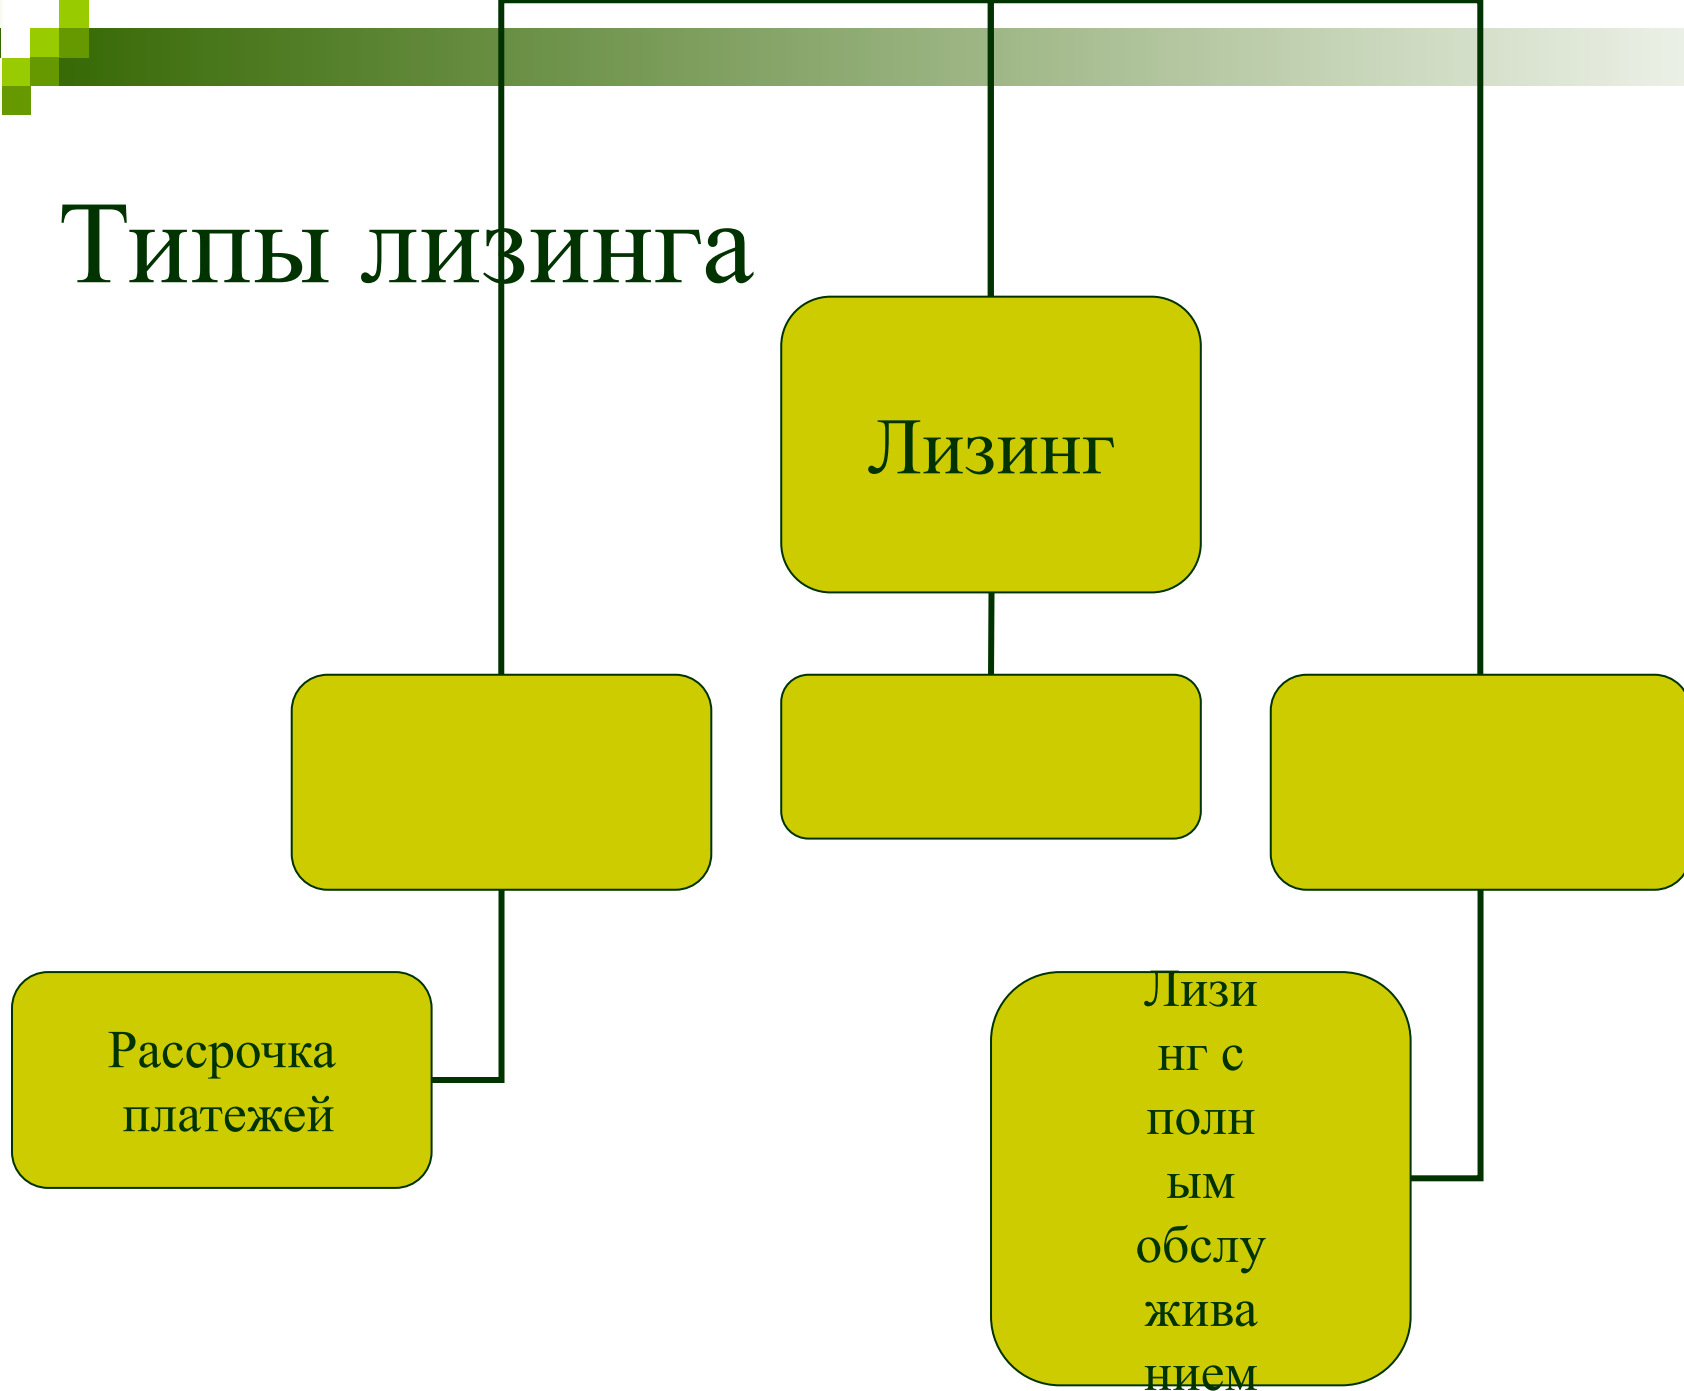 Типы лизинга
Лизинг
Рассрочка
платежей
Лизи
нг с
полн
ым
обслу
жива
нием